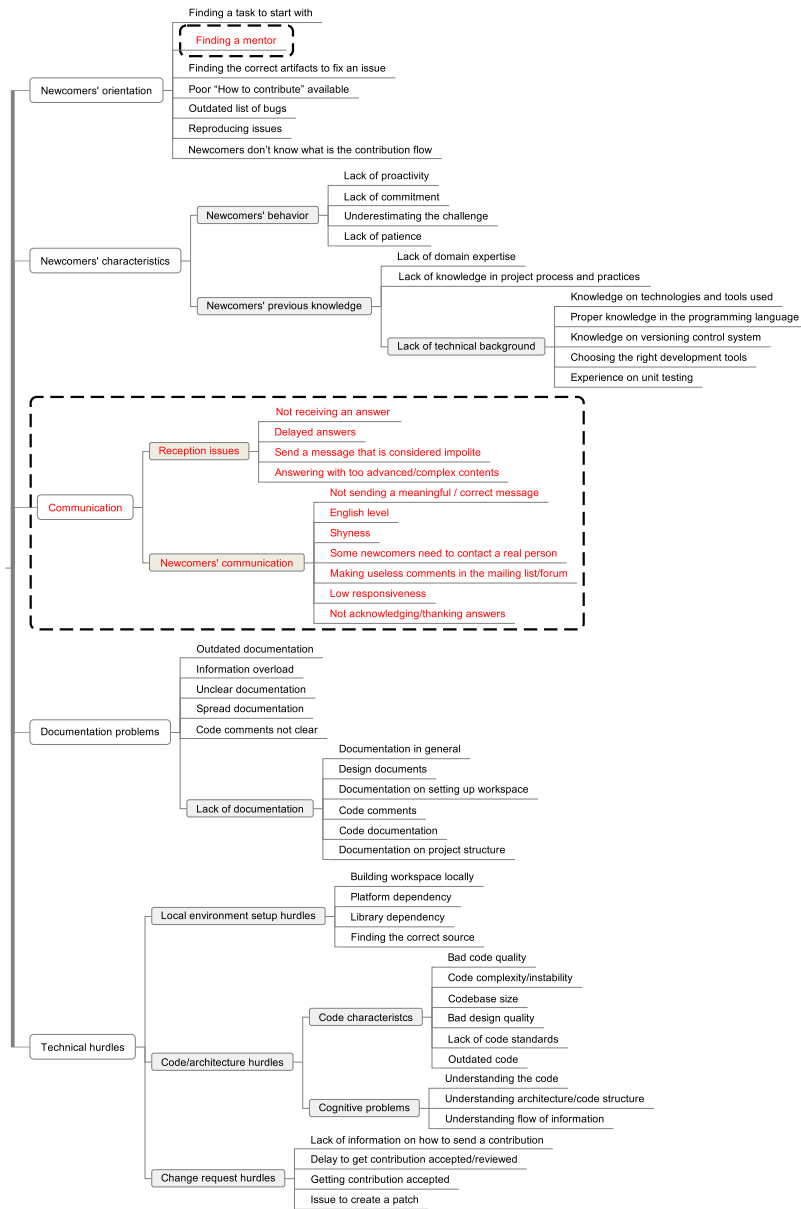 Finding a task to start with
Finding a mentor
Finding the correct artifacts to fix an issue
Newcomers' orientation
Poor “How to contribute” available
Outdated list of bugs
Reproducing issues
Newcomers don’t know what is the contribution flow
Lack of proactivity
Lack of commitment
Newcomers' behavior
Underestimating the challenge
Lack of patience
Newcomers' characteristics
Lack of domain expertise
Lack of knowledge in project process and practices
Newcomers' previous knowledge
Knowledge on technologies and tools used
Proper knowledge in the programming language
Knowledge on versioning control system
Lack of technical background
Choosing the right development tools
Experience on unit testing
Not receiving an answer
Delayed answers
Reception issues
Send a message that is considered impolite
Answering with too advanced/complex contents
Communication
Not sending a meaningful / correct message
English level
Shyness
Some newcomers need to contact a real person
Newcomers' communication
Making useless comments in the mailing list/forum
Low responsiveness
Not acknowledging/thanking answers
Outdated documentation
Information overload
Unclear documentation
Spread documentation
Documentation problems
Code comments not clear
Documentation in general
Design documents
Documentation on setting up workspace
Lack of documentation
Code comments
Code documentation
Documentation on project structure
Building workspace locally
Platform dependency
Local environment setup hurdles
Library dependency
Finding the correct source
Bad code quality
Code complexity/instability
Codebase size
Code characteristcs
Bad design quality
Lack of code standards
Outdated code
Technical hurdles
Code/architecture hurdles
Understanding the code
Understanding architecture/code structure
Cognitive problems
Understanding flow of information
Lack of information on how to send a contribution
Delay to get contribution accepted/reviewed
Change request hurdles
Getting contribution accepted
Issue to create a patch